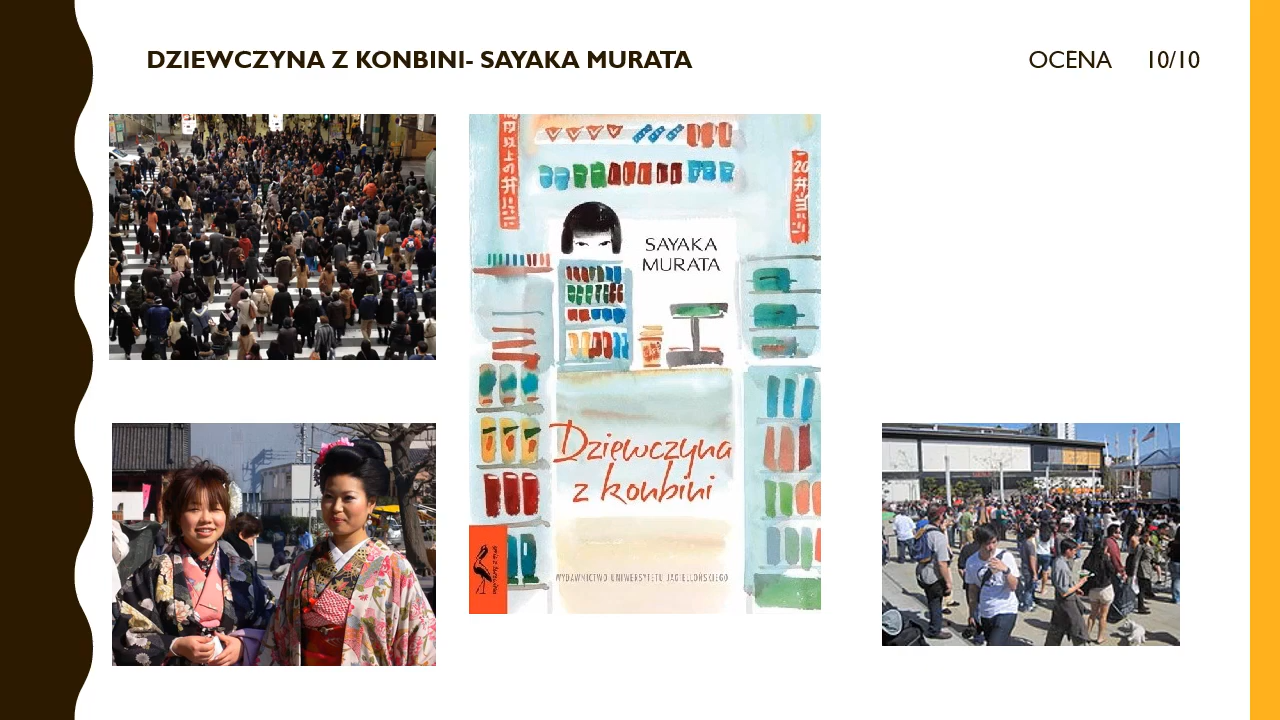 DZIEWCZYNA Z KONBINI- SAYAKA MURATA
OCENA 10/10
SAYAKA
MURATA
Dziewczyna
z konbini
WYDAWNICTWO UNIWERSYTETU JAGIELLOŃSKIEGO